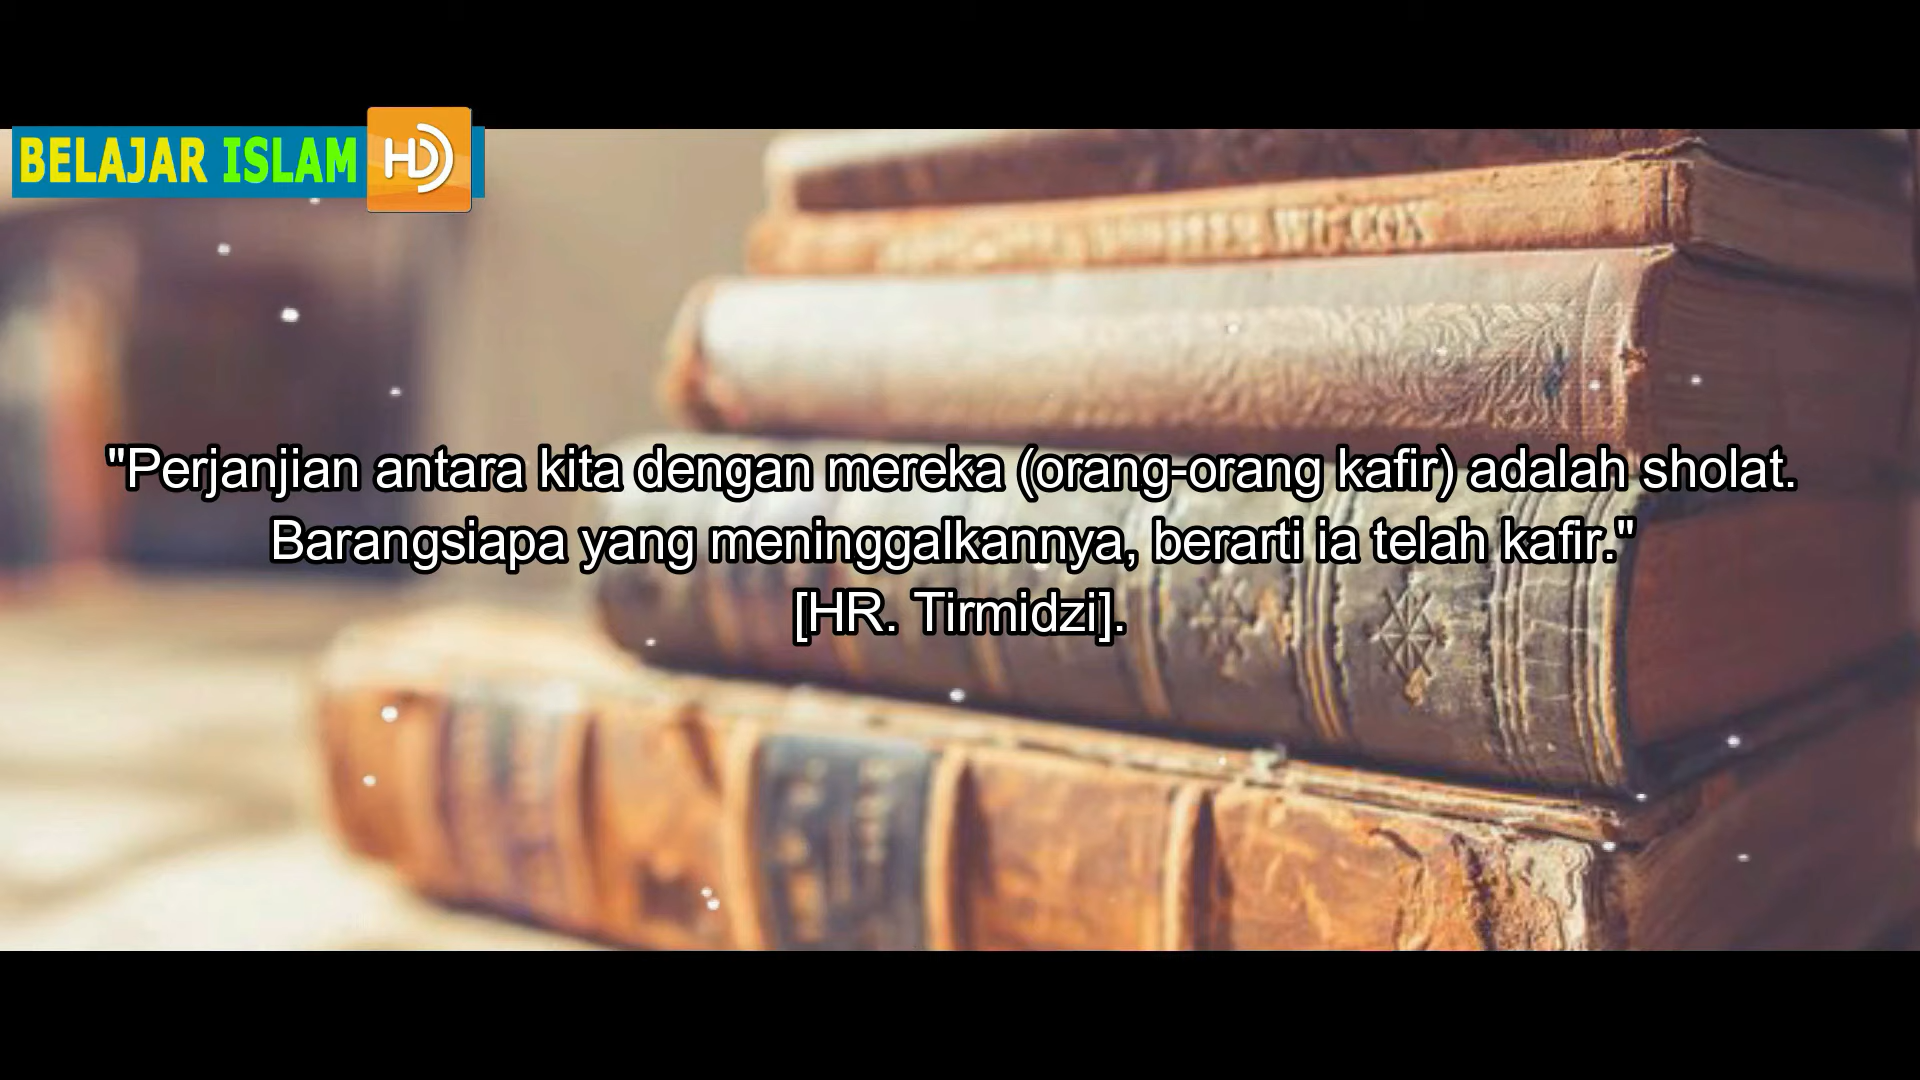 BELAJAR ISLAM HD
"Perjanjian antara kita dengan mereka (orang-orang kafir) adalah sholat.
Barangsiapa yang meninggalkannya, berarti ia telah kafir."
[HR. Tirmidzi].